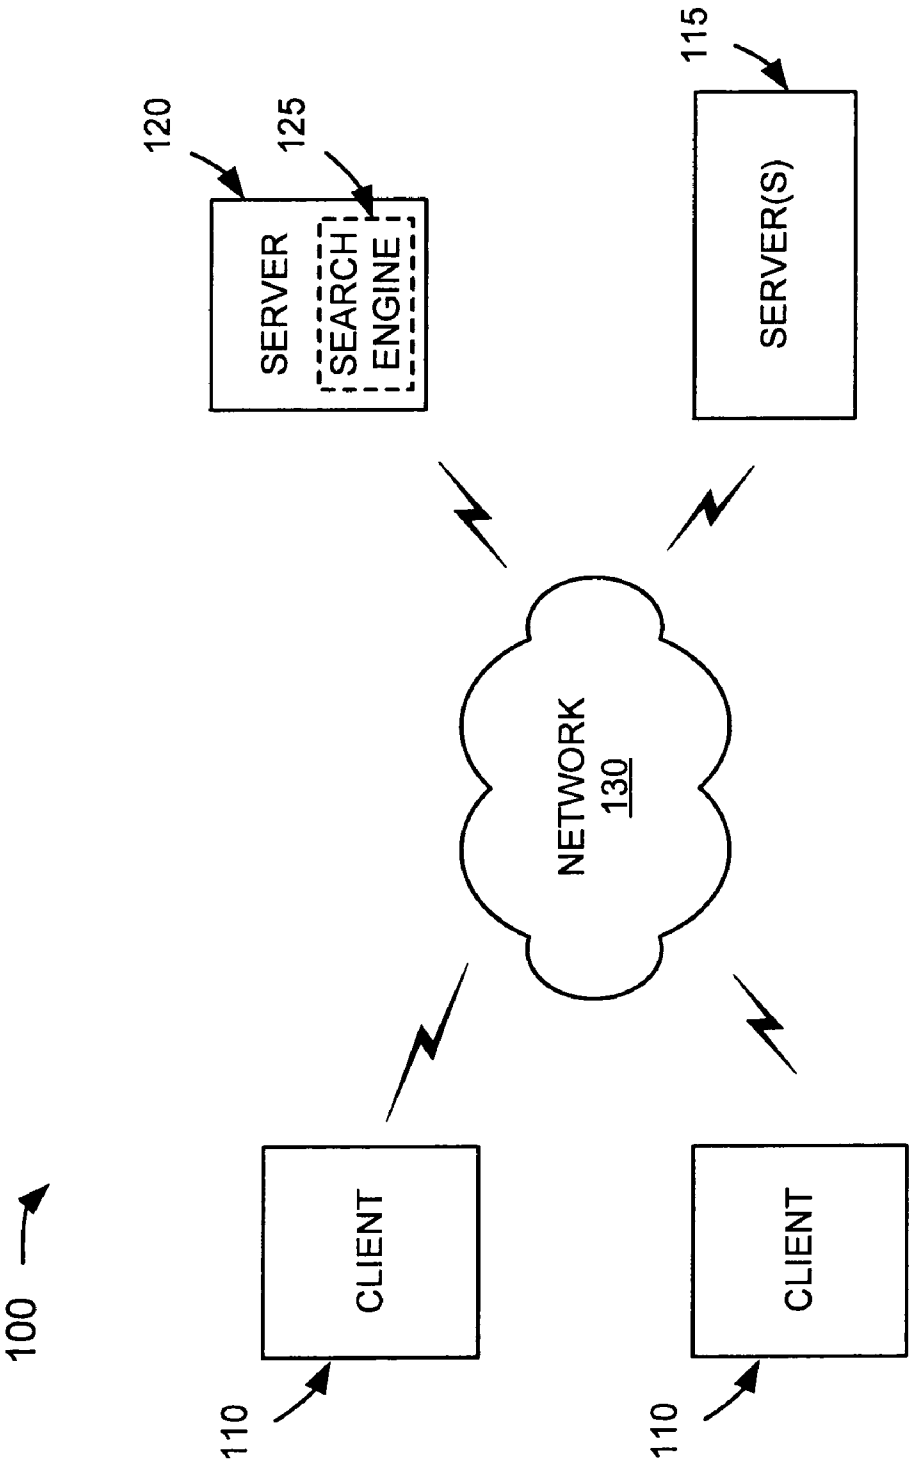 100
110
CLIENT
110
CLIENT
NETWORK
130
120
SERVER
125
SEARCH
ENGINE
115
SERVER(S)